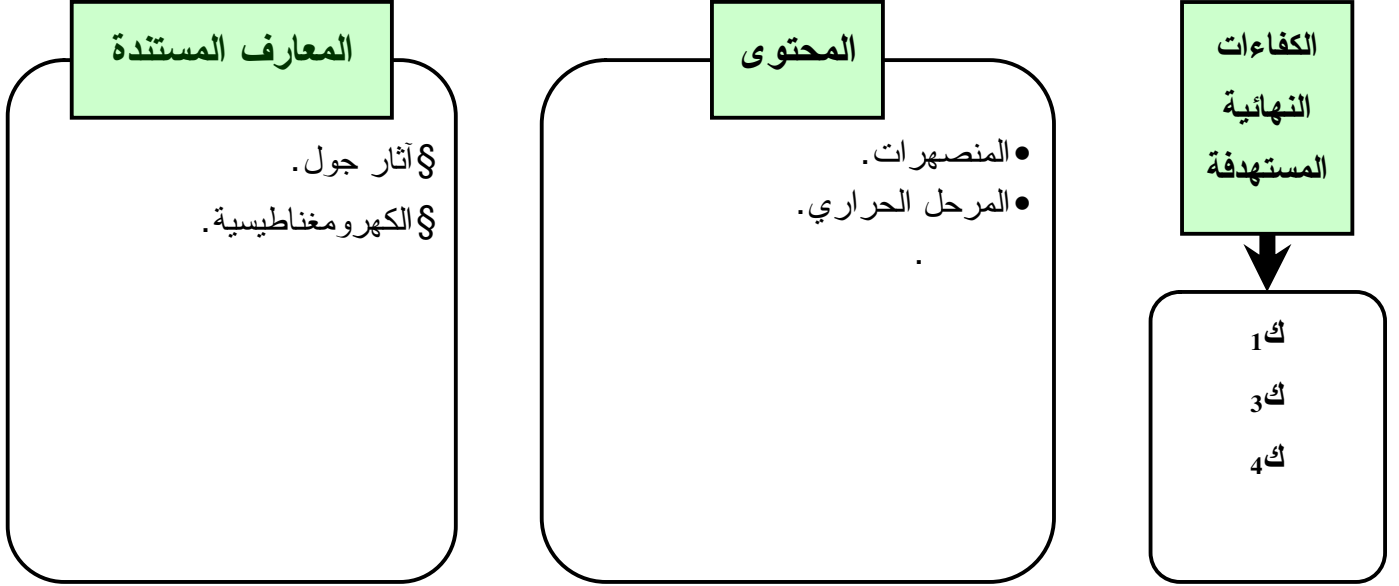 الكفاءات
النهائية
المستهدفة
ك1
ك3
ك4
المحتوى
•المنصهرات.
•المرحل الحراري.
.
المعارف المستندة
§آثار جول.
§الكهرومغناطيسية.